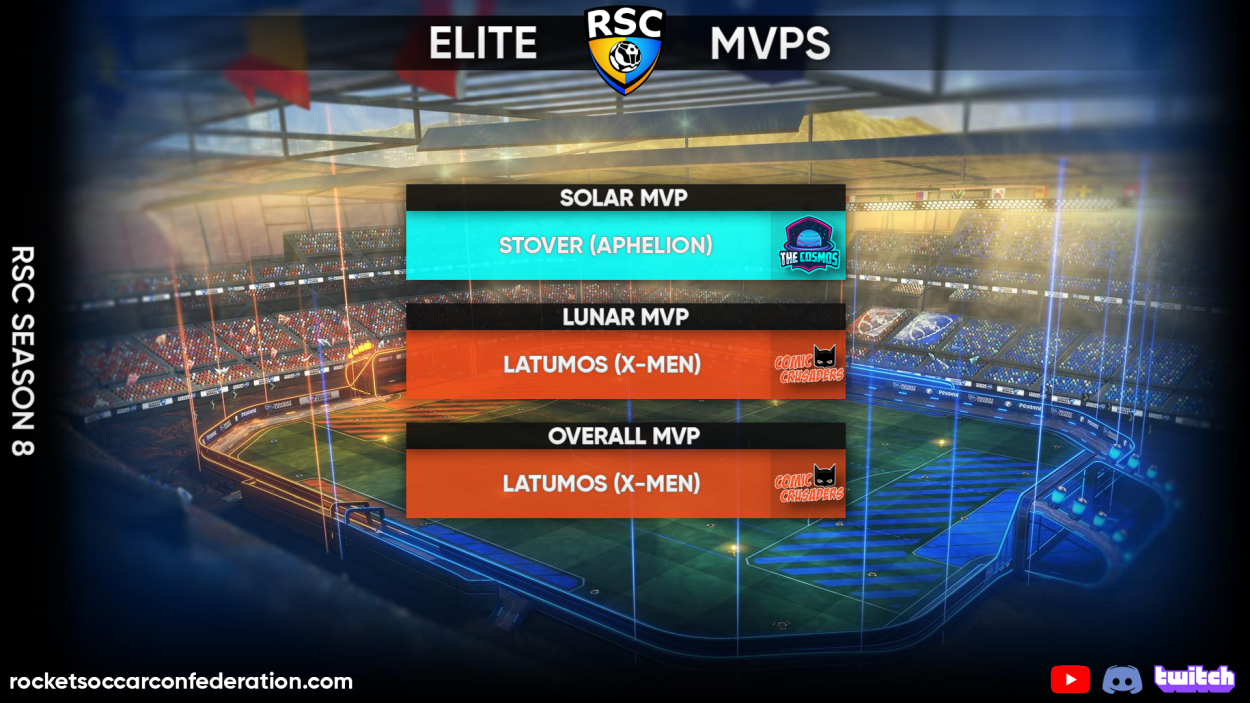 ELITE
RSC
MVPS
SOLAR MVP
STOVER (APHELION)
THE COSMOS
LUNAR MVP
LATUMOS (X-MEN)
COMIC
CRUSADERS
OVERALL MVP
LATUMOS (X-MEN)
COMIC
CRUSADERS
RSC SEASON 8
rocketsoccarconfederation.com
twitch